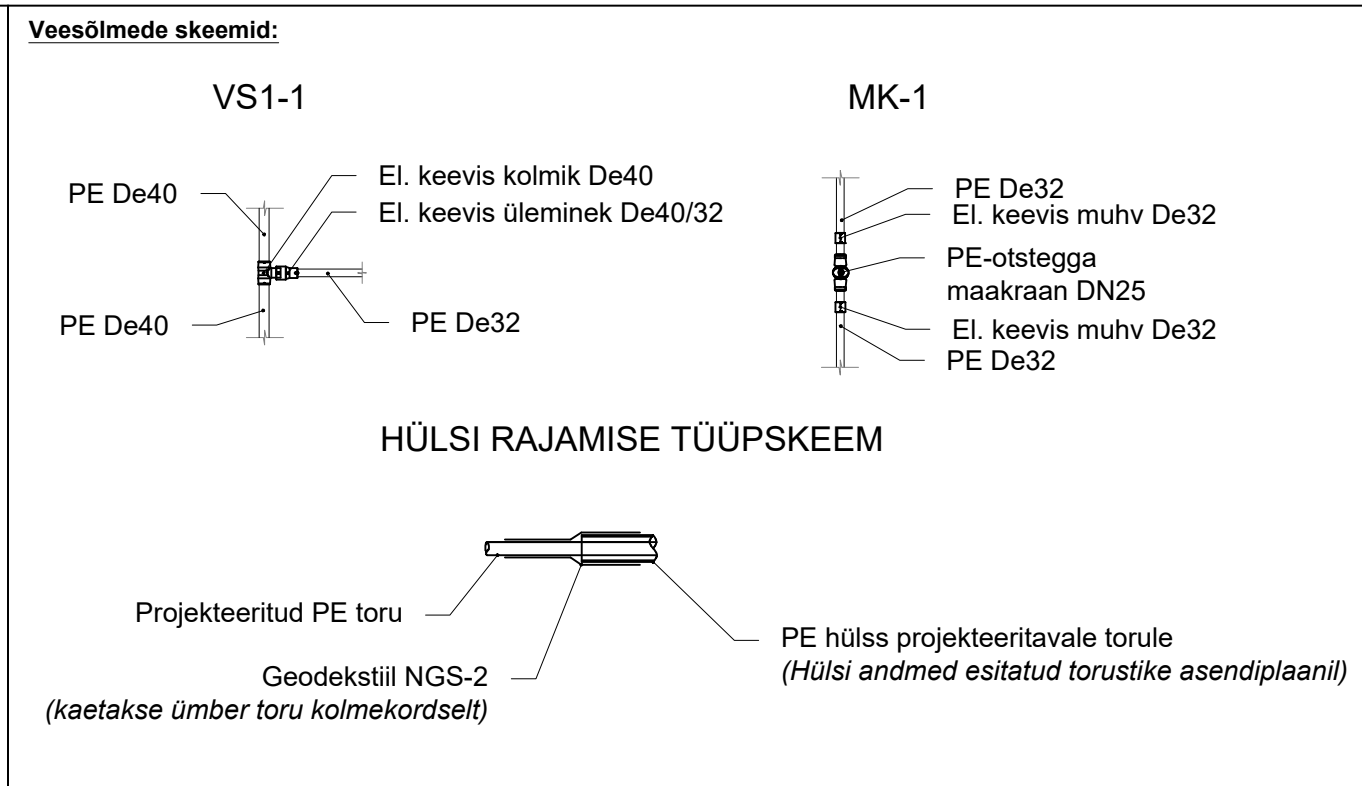 Veesõlmede skeemid:
VS1-1
PE De40
El. keevis kolmik De40
El. keevis üleminek De40/32
PE De40
PE De32
MK-1
PE De32
El. keevis muhv De32
PE-otstegga
maakraan DN25
El. keevis muhv De32
PE De32
HÜLSI RAJAMISE TÜÜPSKEEM
Projekteeritud PE toru
Geodekstiil NGS-2
(kaetakse ümber toru kolmekordselt)
PE hülss projekteeritavale torule
(Hülsi andmed esitatud torustike asendiplaanil)